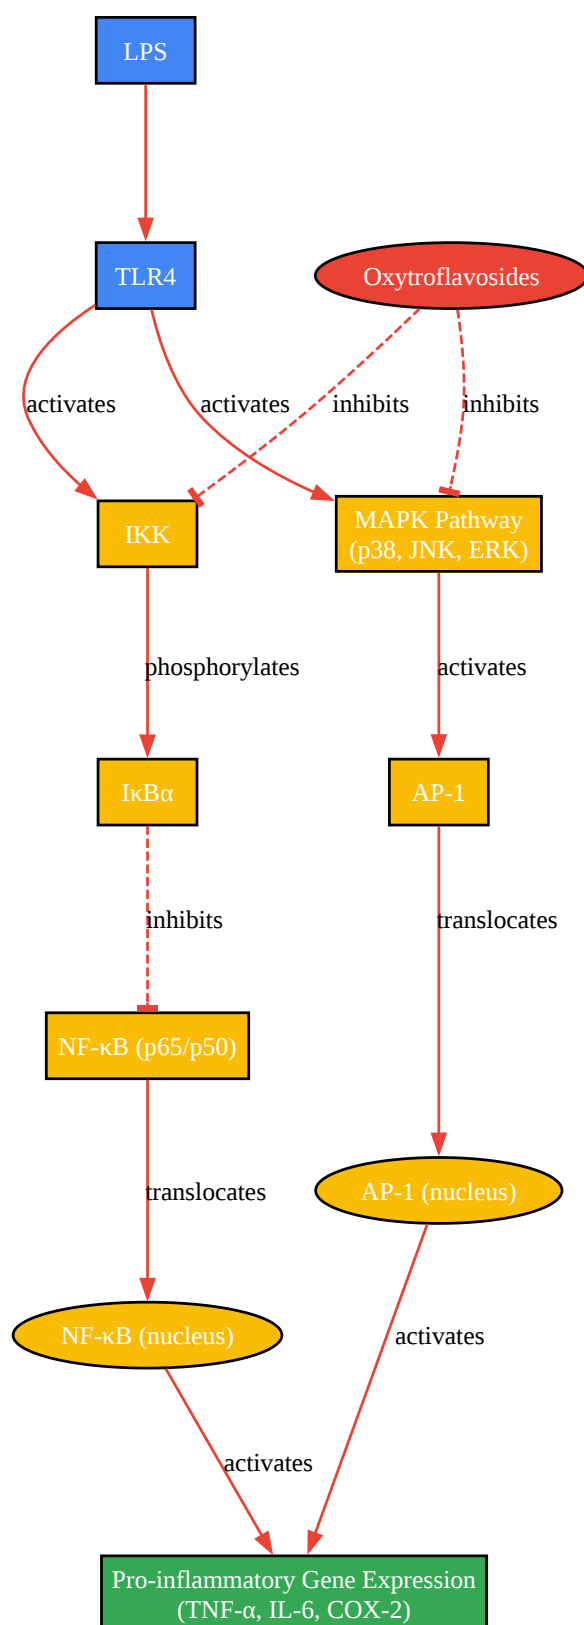 LPS
TLR4
Oxytroflavosides
activates
activates
inhibits
inhibits
IKK
MAPK Pathway
(p38, JNK, ERK)
phosphorylates
activates
IκBα
AP-1
inhibits
translocates
NF-κB (p65/p50)
translocates
AP-1 (nucleus)
NF-κB (nucleus)
activates
activates
Pro-inflammatory Gene Expression
(TNF-α, IL-6, COX-2)